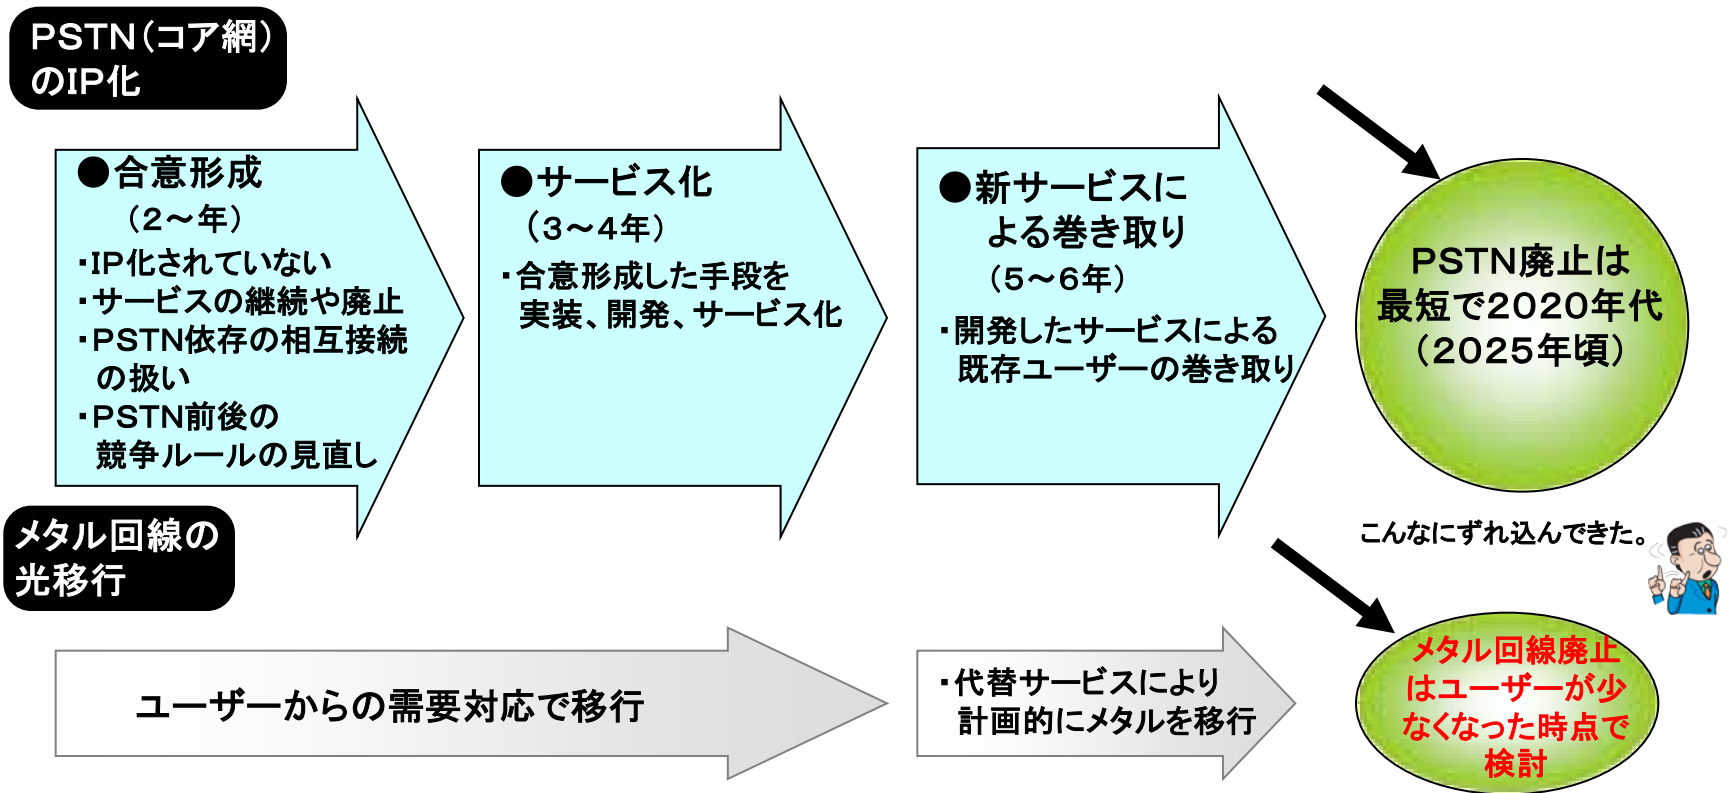 PSTN（コア網）
のIP化
●合意形成
（2～年）
・IP化されていない
・サービスの継続や廃止
・PSTN依存の相互接続
の扱い
・PSTN前後の
競争ルールの見直し
●サービス化
（3～4年）
・合意形成した手段を
実装、開発、サービス化
●新サービスに
よる巻き取り
（5～6年）
・開発したサービスによる
既存ユーザーの巻き取り
PSTN廃止は
最短で2020年代
（2025年頃）
こんなにずれ込んできた。
メタル回線の
光移行
ユーザーからの需要対応で移行
・代替サービスにより
計画的にメタルを移行
メタル回線廃止
はユーザーが少
なくなった時点で
検討